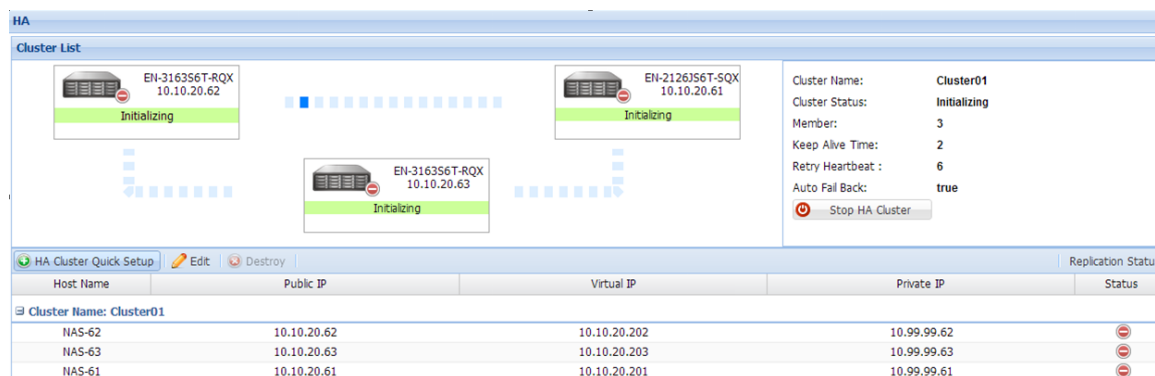 HA
Cluster List
EN-3163S6T-RQX
10.10.20.62
Initializing
EN-2126JS6T-SQX
10.10.20.61
Initializing
EN-3163S6T-RQX
10.10.20.63
Initializing
Cluster Name: Cluster01
Cluster Status: Initializing
Member: 3
Keep Alive Time: 2
Retry Heartbeat : 6
Auto Fail Back: true
Stop HA Cluster
HA Cluster Quick Setup Edit Destroy Replication Statu
Host Name Public IP Virtual IP Private IP Status
Cluster Name: Cluster01
NAS-62 10.10.20.62 10.10.20.202 10.99.99.62
NAS-63 10.10.20.63 10.10.20.203 10.99.99.63
NAS-61 10.10.20.61 10.10.20.201 10.99.99.61